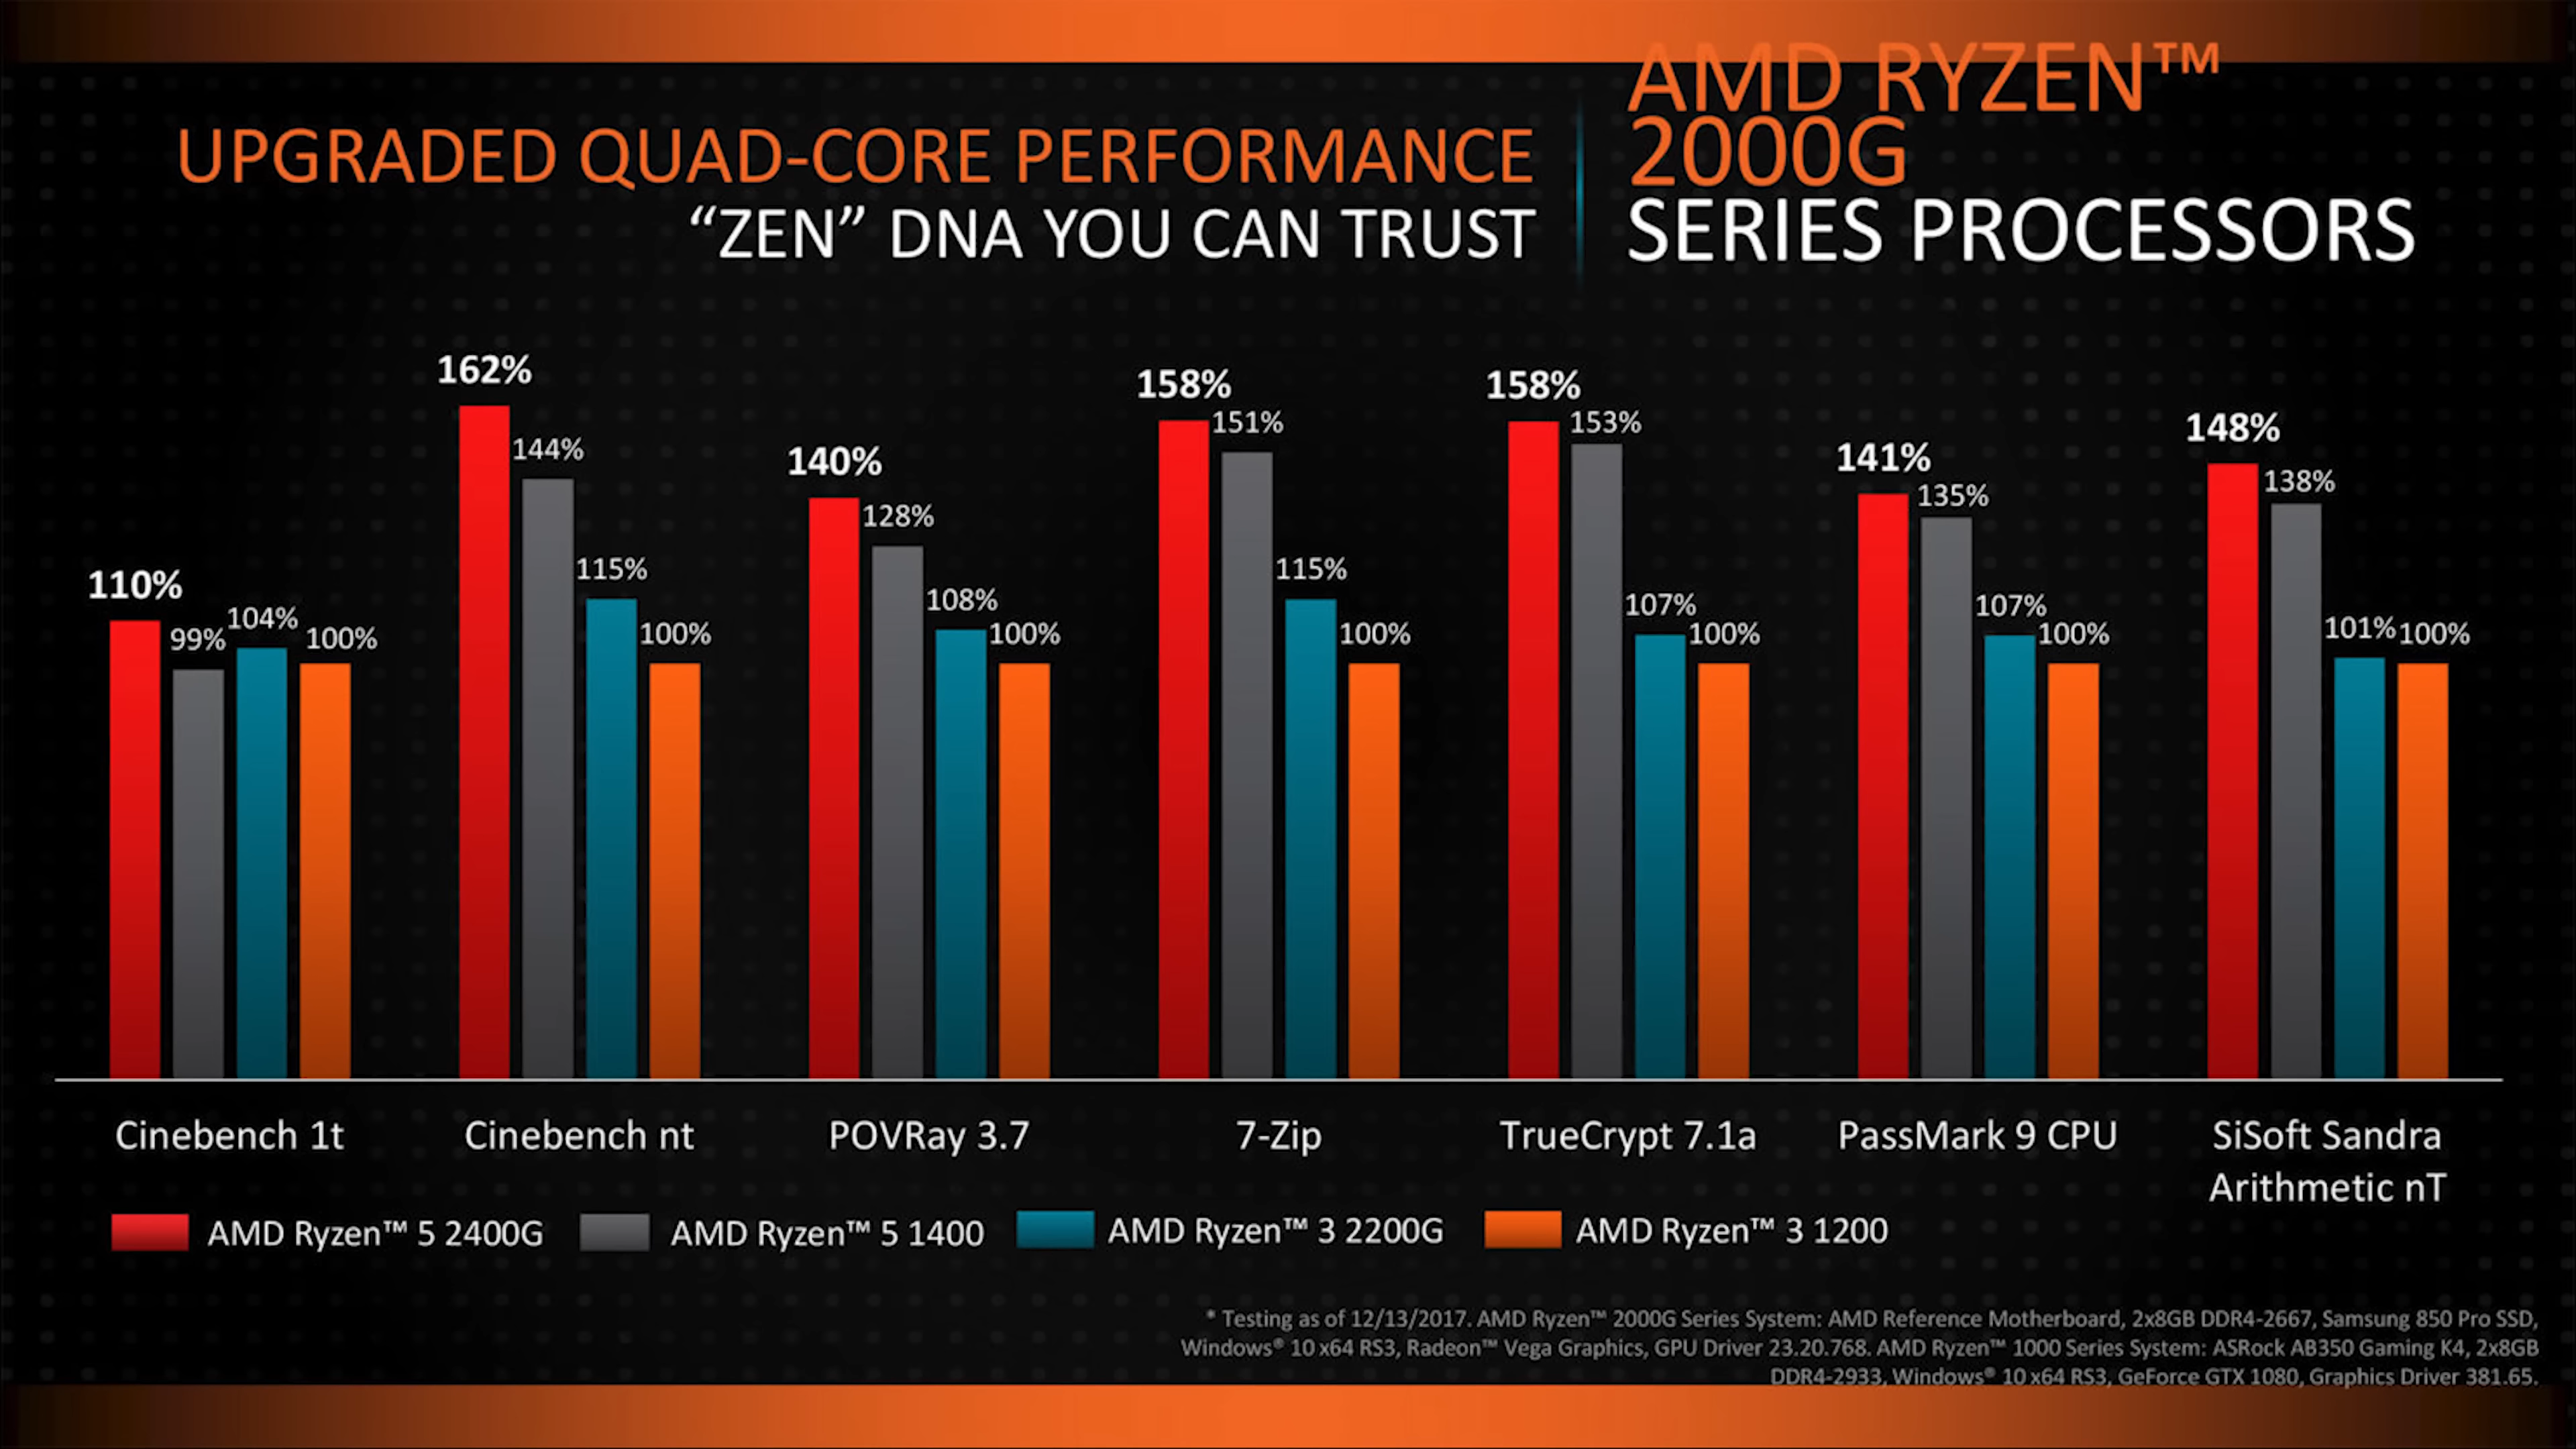 UPGRADED QUAD-CORE PERFORMANCE
“ZEN” DNA YOU CAN TRUST
AMD RYZEN™
2000G
SERIES PROCESSORS
110%
99%
104%
100%
162%
144%
115%
100%
140%
128%
108%
100%
158%
151%
115%
100%
158%
153%
107%
100%
141%
135%
107%
100%
148%
138%
101%
100%
Cinebench 1t
Cinebench nt
POVRay 3.7
7-Zip
TrueCrypt 7.1a
PassMark 9 CPU
SiSoft Sandra
Arithmetic nT
AMD Ryzen™ 5 2400G
AMD Ryzen™ 5 1400
AMD Ryzen™ 3 2200G
AMD Ryzen™ 3 1200
* Testing as of 12/13/2017. AMD Ryzen™ 2000G Series System: AMD Reference Motherboard, 2x8GB DDR4-2667, Samsung 850 Pro SSD,
Windows® 10 x64 RS3, Radeon™ Vega Graphics, GPU Driver 23.20.768. AMD Ryzen™ 1000 Series System: ASRock AB350 Gaming K4, 2x8GB
DDR4-2933, Windows® 10 x64 RS3, GeForce GTX 1080, Graphics Driver 381.65.